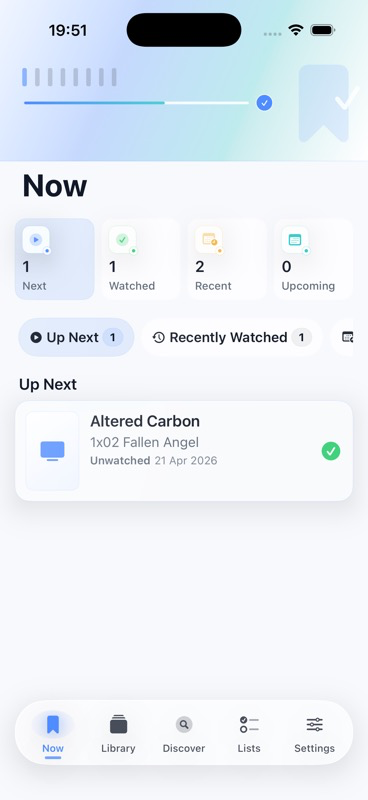 19:51
Now
1
Next
1
Watched
2
Recent
0
Upcoming
Up Next 1
Recently Watched 1
Up Next
Altered Carbon
1x02 Fallen Angel
Unwatched 21 Apr 2026
Now
Library
Discover
Lists
Settings